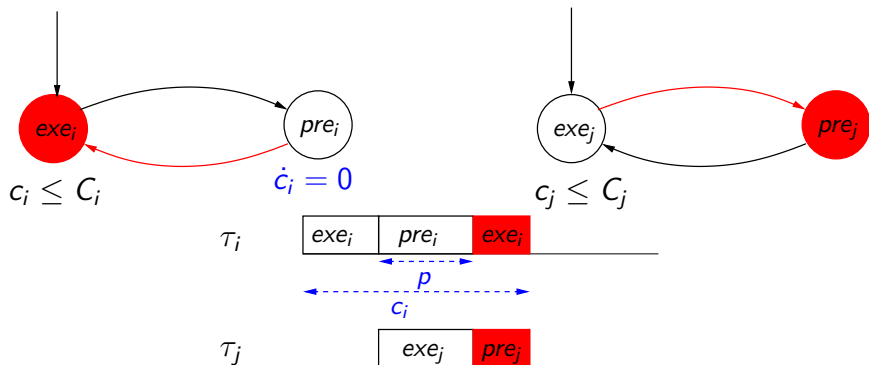 exe_i pre_i exe_j pre_j
c_i ≤ C_i ċ_i = 0 c_j ≤ C_j
τ_i exe_i pre_i exe_i
p
c_i
τ_j exe_j pre_j